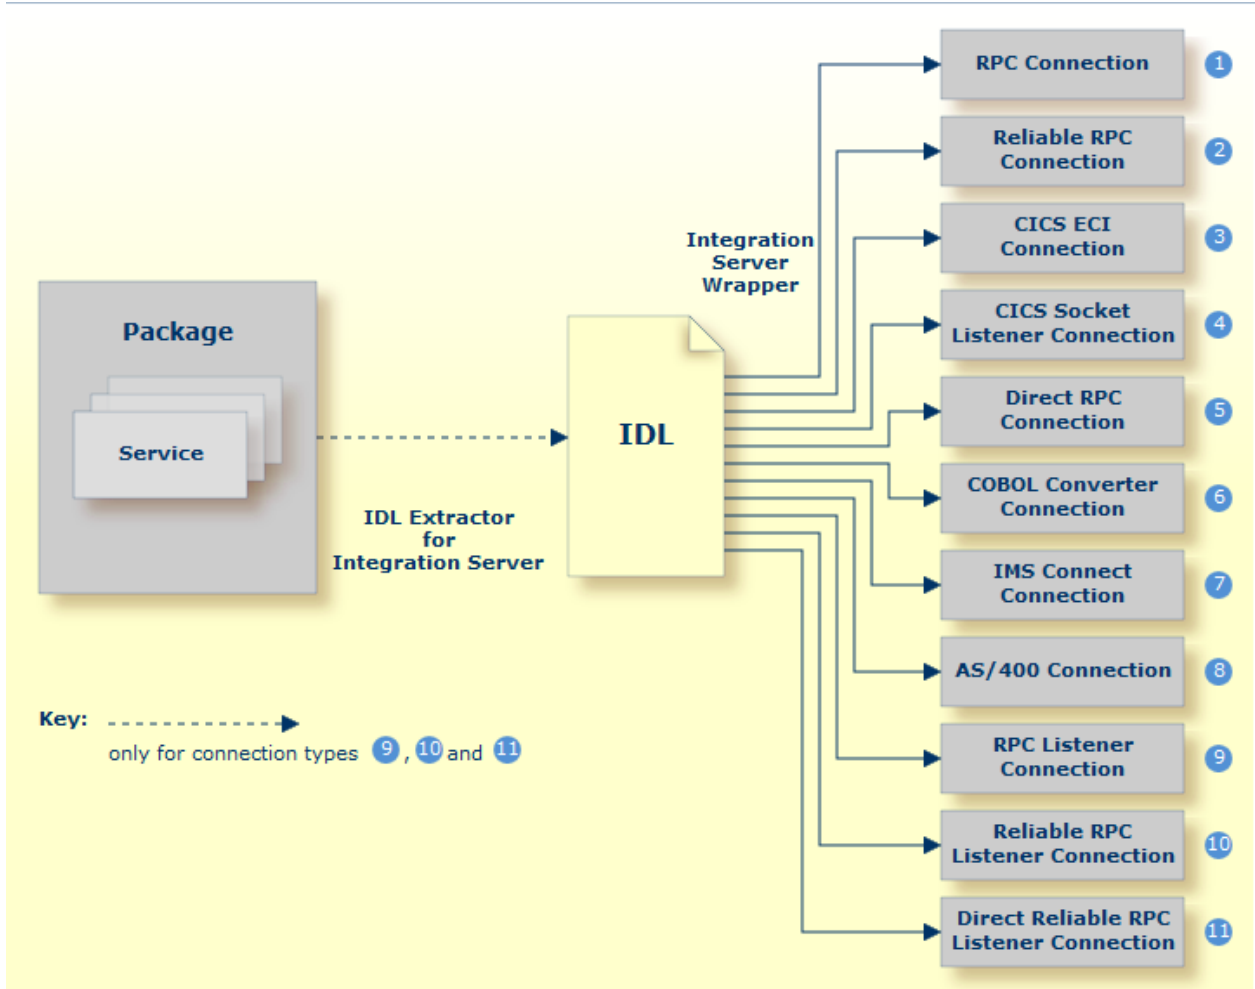 RPC Connection
1
Reliable RPC
Connection
2
CICS ECI
Connection
3
Integration
Server
Wrapper
CICS Socket
Listener Connection
4
Package
Service
Direct RPC
Connection
5
IDL
COBOL Converter
Connection
6
IDL Extractor
for
Integration Server
IMS Connect
Connection
7
AS/400 Connection
8
Key:
only for connection types 9 , 10 and 11
RPC Listener
Connection
9
Reliable RPC
Listener Connection
10
Direct Reliable RPC
Listener Connection
11